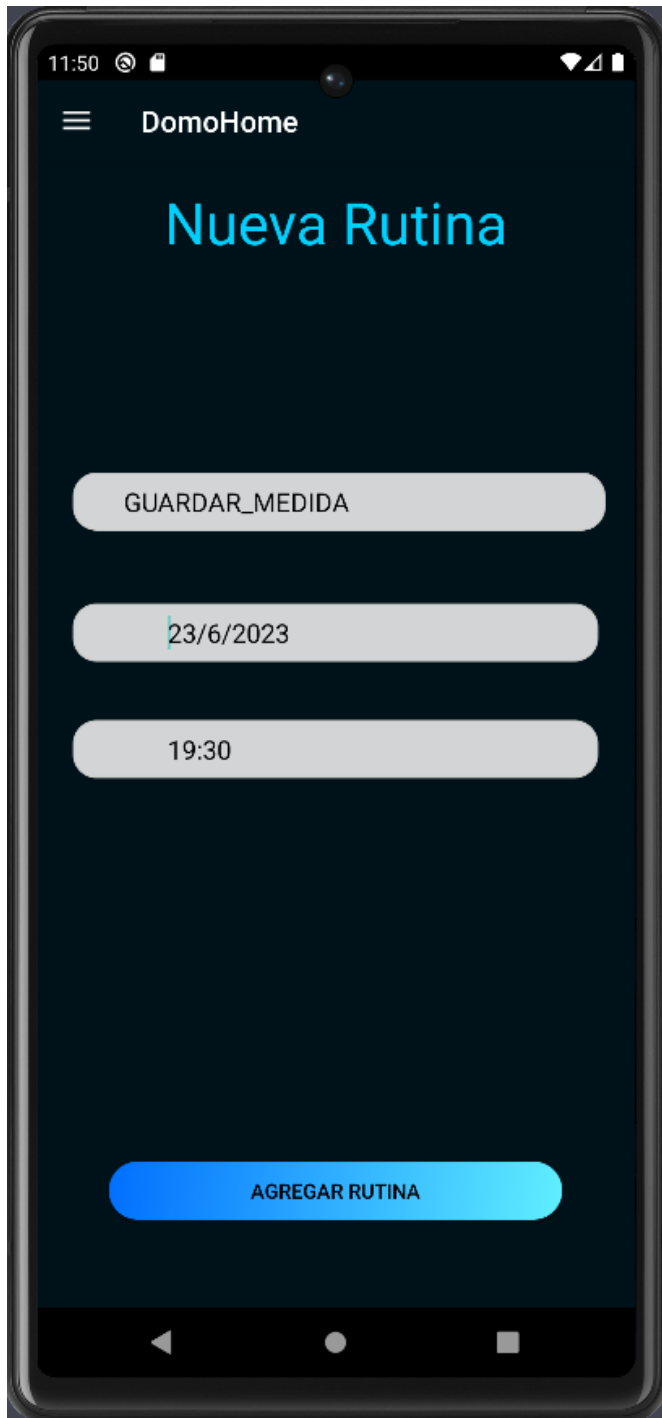 11:50
DomoHome
Nueva Rutina
GUARDAR_MEDIDA
23/6/2023
19:30
AGREGAR RUTINA